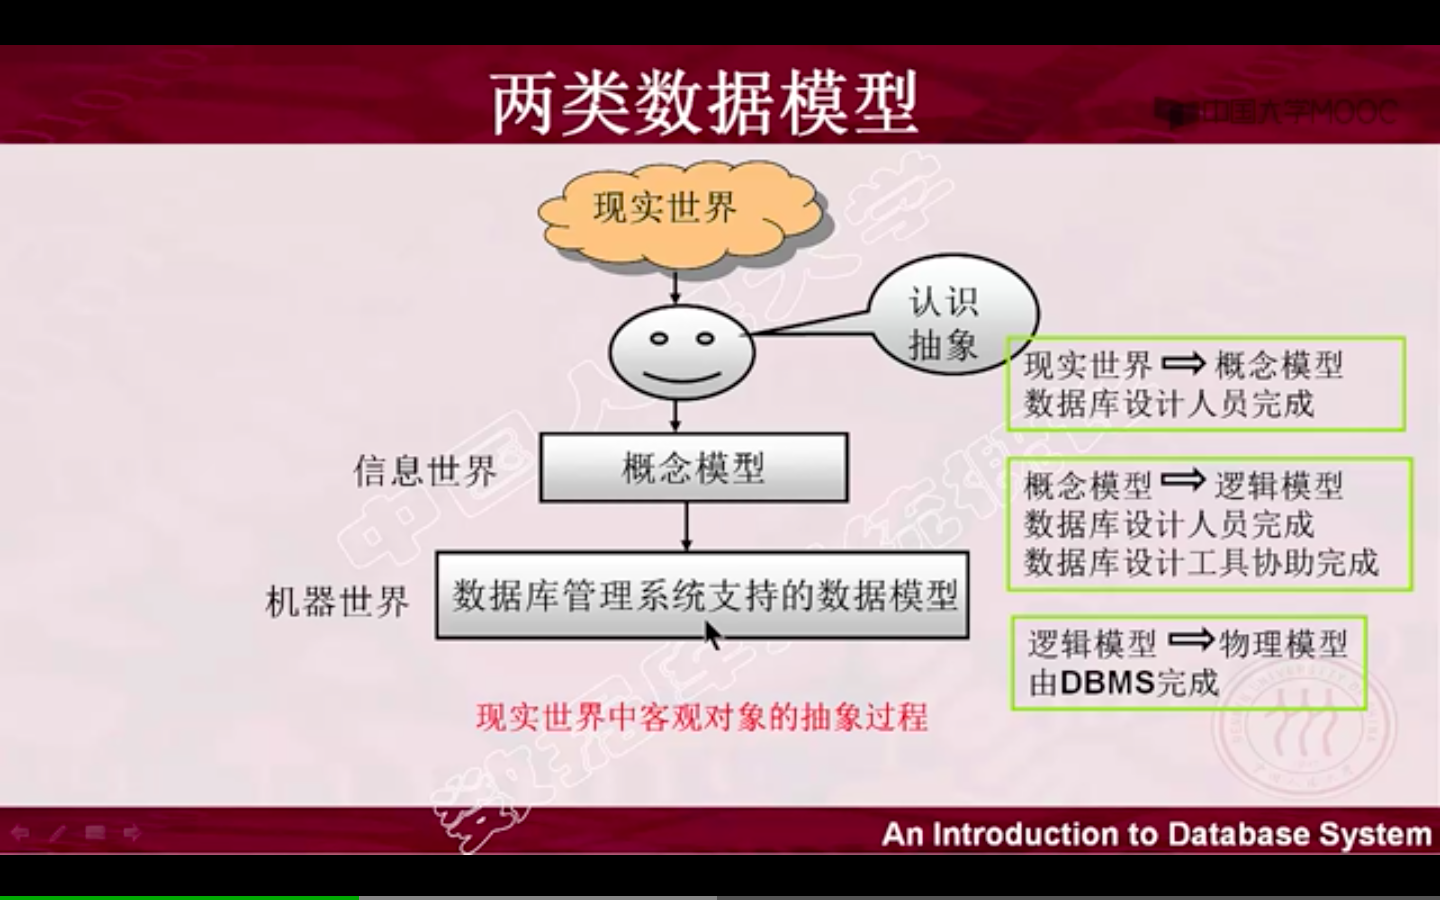 两类数据模型
中国大学MOOC
现实世界
认识
抽象
现实世界 ⇨ 概念模型
数据库设计人员完成
信息世界
概念模型
概念模型 ⇨ 逻辑模型
数据库设计人员完成
数据库设计工具协助完成
机器世界
数据库管理系统支持的数据模型
逻辑模型 ⇨ 物理模型
由DBMS完成
现实世界中客观对象的抽象过程
An Introduction to Database System